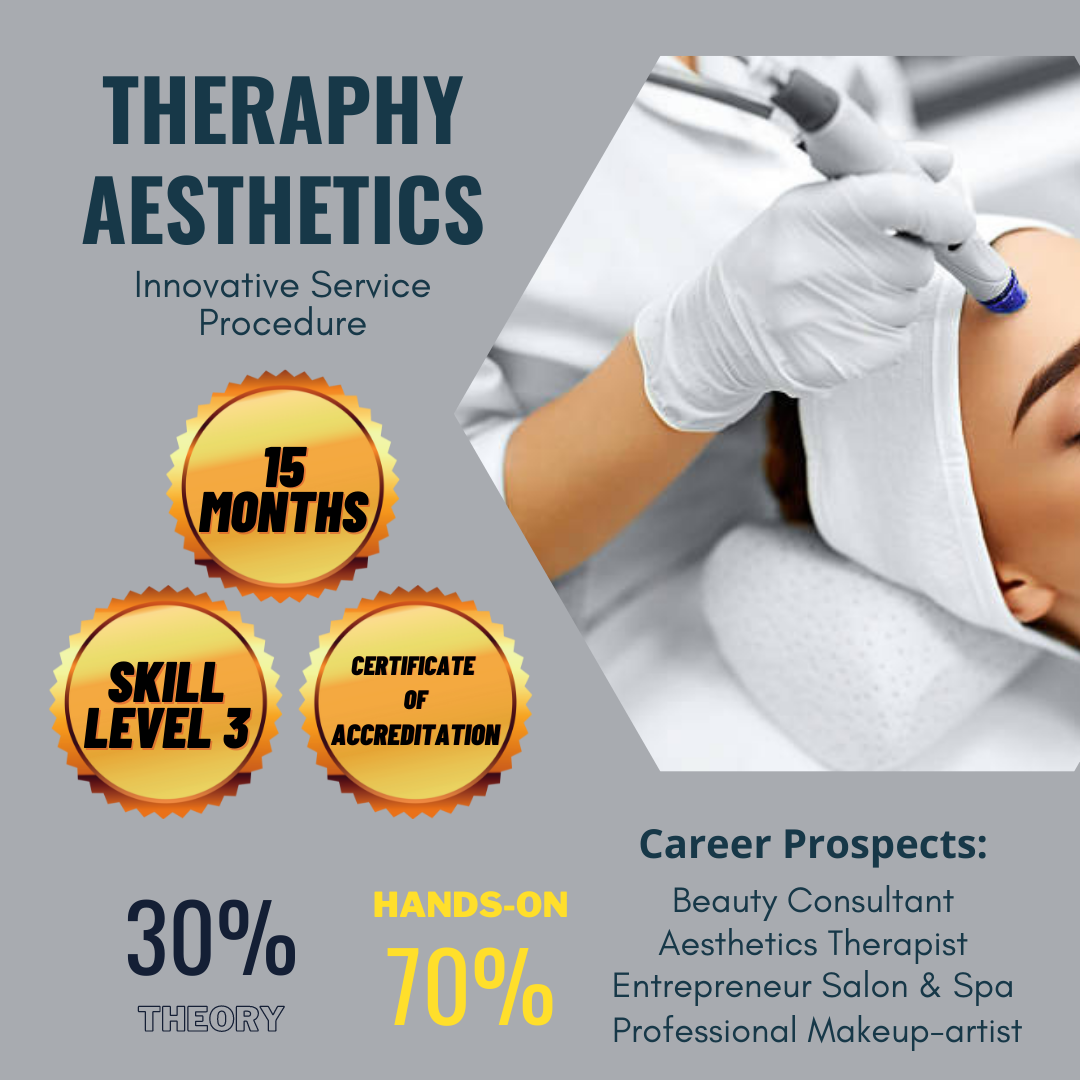 THERAPHY
AESTHETICS
Innovative Service
Procedure
15
MONTHS
SKILL
LEVEL 3
CERTIFICATE
OF
ACCREDITATION
30%
THEORY
HANDS-ON
70%
Career Prospects:
Beauty Consultant
Aesthetics Therapist
Entrepreneur Salon & Spa
Professional Makeup-artist